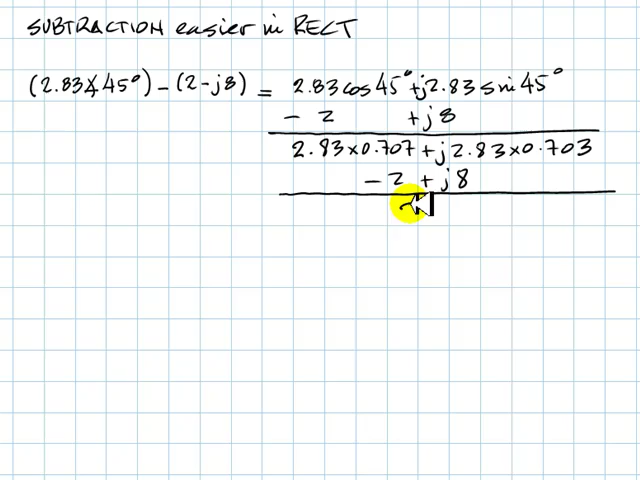 SUBTRACTION easier in RECT
(2.83∡45°) - (2-j8) = 2.83cos45°+j2.83 sin45°
- 2 +j8
2.83×0.707+j2.83×0.703
-2 +j8